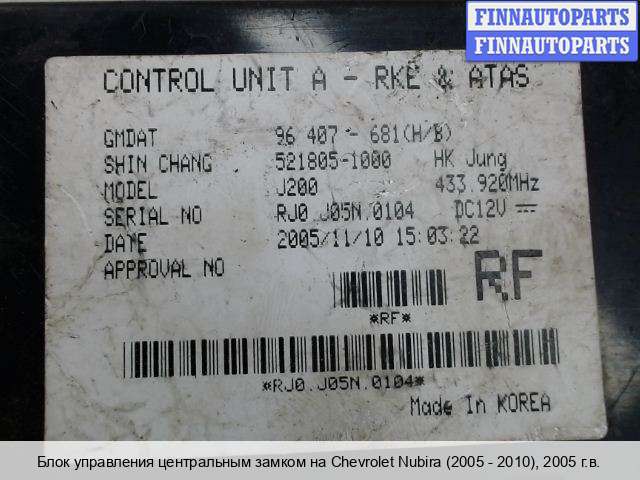 FINNAUTOPARTS
FINNAUTOPARTS
CONTROL UNIT A - RKE & ATAS
GMDAT 96 407 - 681(H/B)
SHIN CHANG 521805-1000 HK Jung
MODEL J200 433.920MHz
SERIAL NO RJ0.J05N.0104 DC12V
DATE 2005/11/10 15:03:22
APPROVAL NO
RF
*RF*
*RJ0.J05N.0104*
Made In KOREA
Блок управления центральным замком на Chevrolet Nubira (2005 - 2010), 2005 г.в.